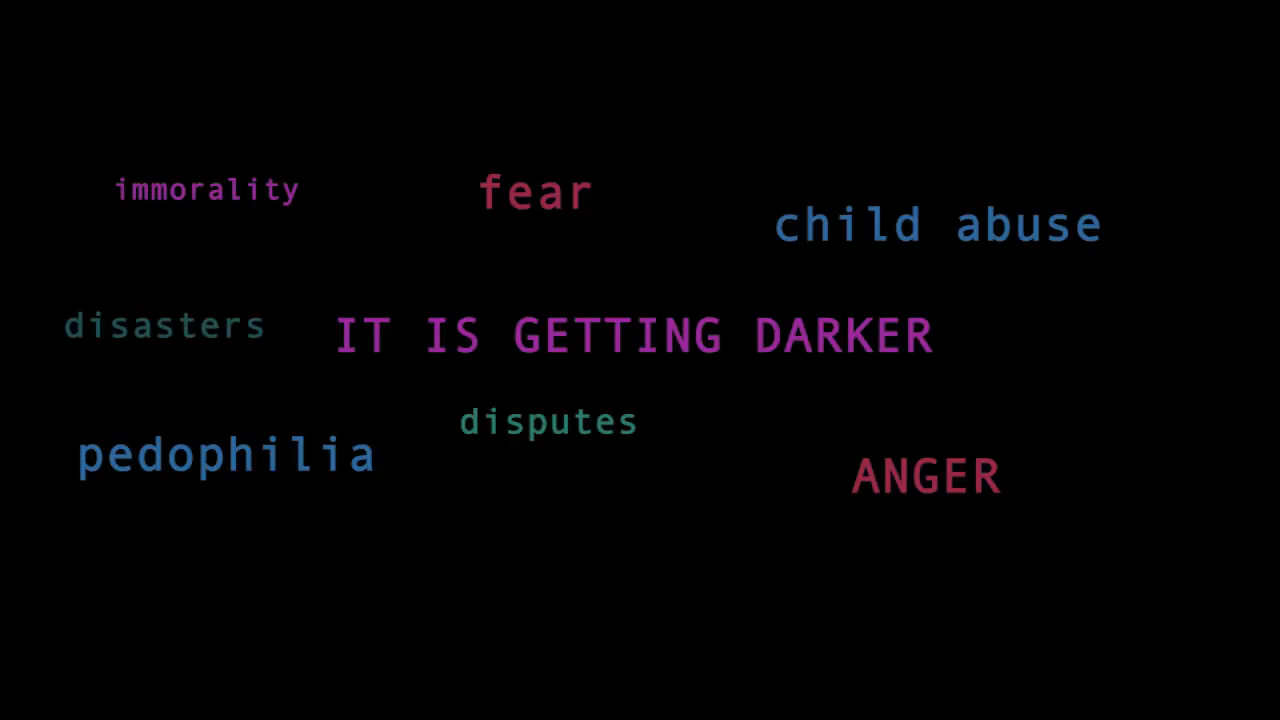 immorality
fear
child abuse
disasters
IT IS GETTING DARKER
disputes
pedophilia
ANGER